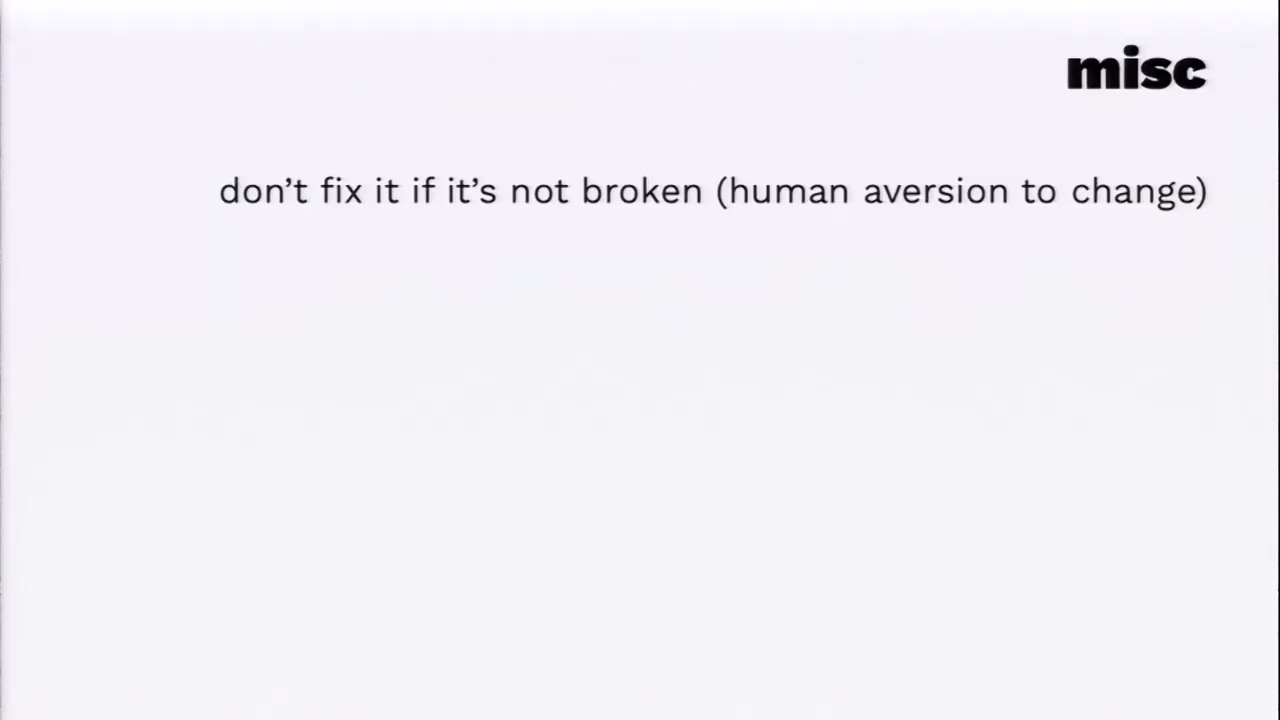 misc
don’t fix it if it’s not broken (human aversion to change)